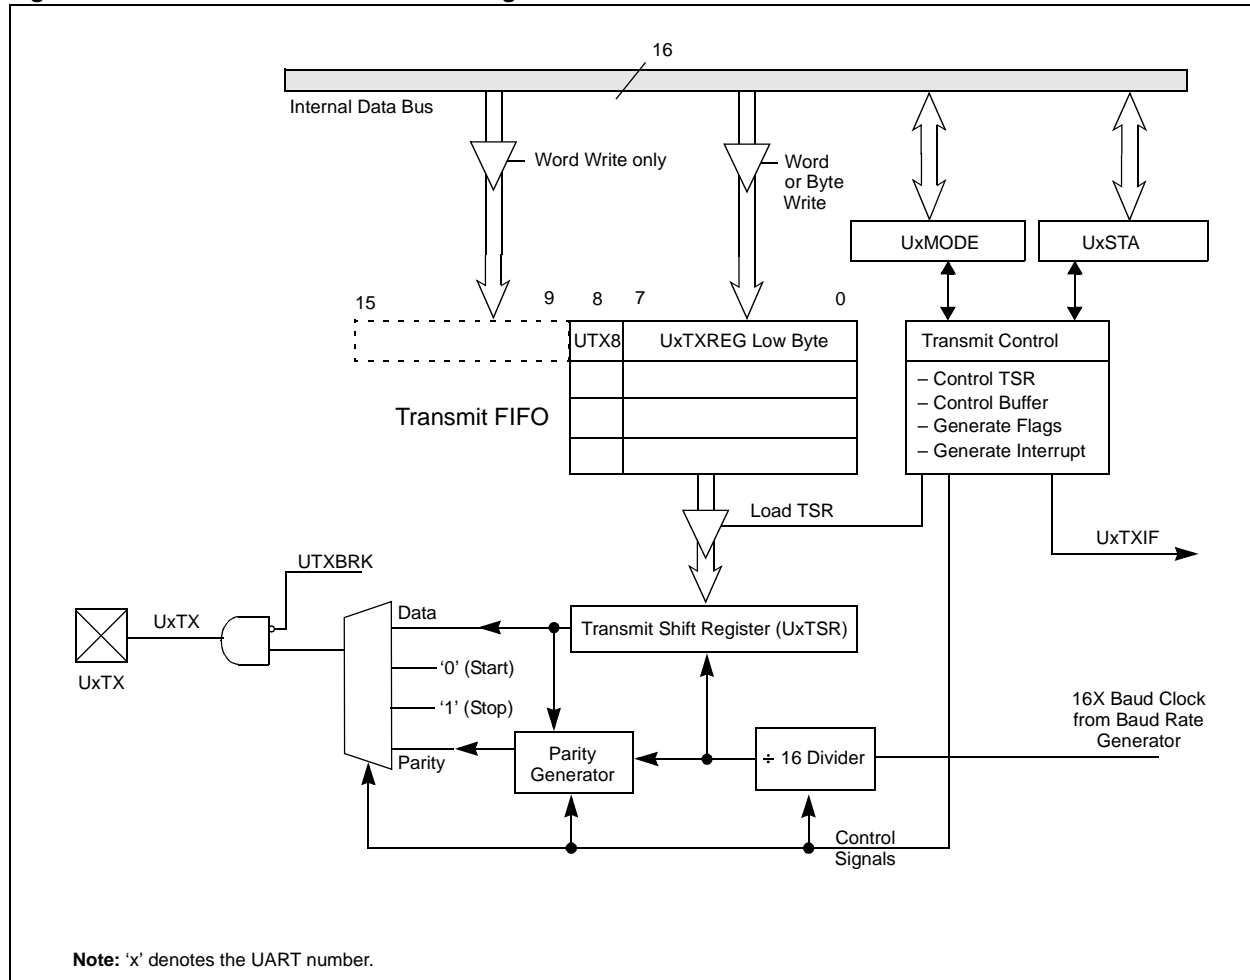 16
Internal Data Bus
Word Write only
Word
or Byte
Write
UxMODE
UxSTA
15
9
8
7
0
UTX8
UxTXREG Low Byte
Transmit Control
– Control TSR
– Control Buffer
– Generate Flags
– Generate Interrupt
Transmit FIFO
Load TSR
UxTXIF
UTXBRK
UxTX
UxTX
Data
Transmit Shift Register (UxTSR)
‘0’ (Start)
‘1’ (Stop)
16X Baud Clock
from Baud Rate
Generator
Parity
Parity
Generator
÷ 16 Divider
Control
Signals
Note: ‘x’ denotes the UART number.